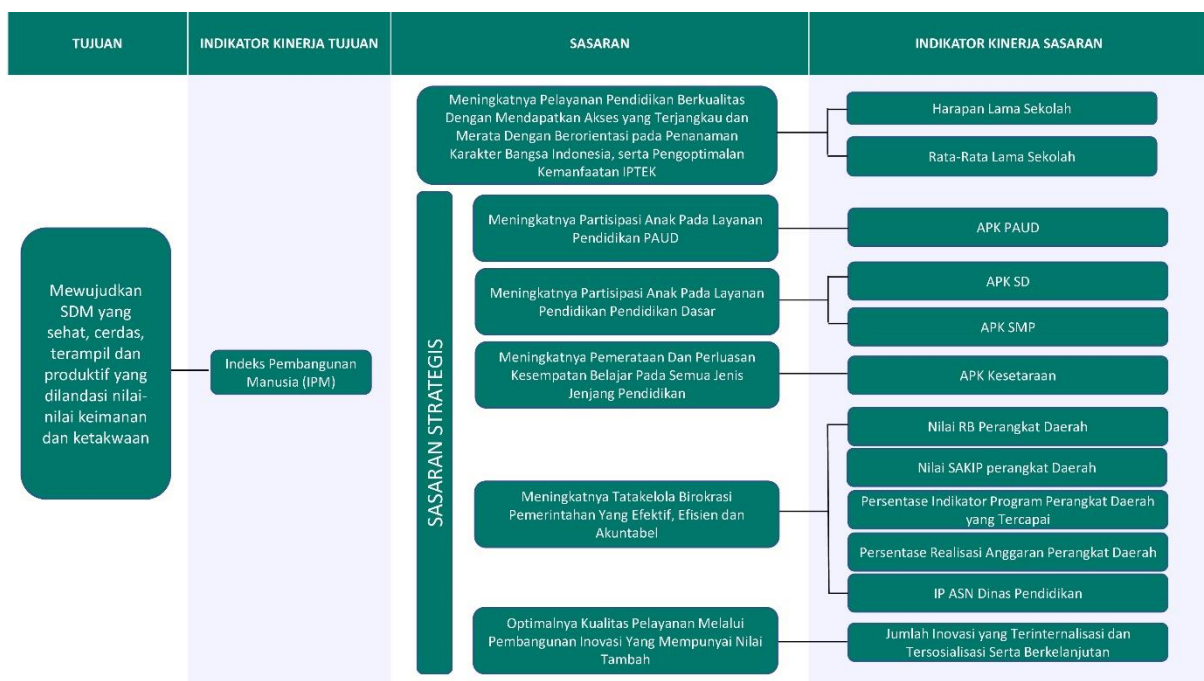 TUJUAN
INDIKATOR KINERJA TUJUAN
SASARAN
INDIKATOR KINERJA SASARAN
Mewujudkan
SDM yang
sehat, cerdas,
terampil dan
produktif yang
dilandasi nilai-
nilai keimanan
dan ketakwaan
Indeks Pembangunan
Manusia (IPM)
Meningkatnya Pelayanan Pendidikan Berkualitas
Dengan Mendapatkan Akses yang Terjangkau dan
Merata Dengan Berorientasi pada Penanaman
Karakter Bangsa Indonesia, serta Pengoptimalan
Kemanfaatan IPTEK
Harapan Lama Sekolah
Rata-Rata Lama Sekolah
SASARAN STRATEGIS
Meningkatnya Partisipasi Anak Pada Layanan
Pendidikan PAUD
APK PAUD
Meningkatnya Partisipasi Anak Pada Layanan
Pendidikan Pendidikan Dasar
APK SD
APK SMP
Meningkatnya Pemerataan Dan Perluasan
Kesempatan Belajar Pada Semua Jenis
Jenjang Pendidikan
APK Kesetaraan
Meningkatnya Tatakelola Birokrasi
Pemerintahan Yang Efektif, Efisien dan
Akuntabel
Nilai RB Perangkat Daerah
Nilai SAKIP perangkat Daerah
Persentase Indikator Program Perangkat Daerah
yang Tercapai
Persentase Realisasi Anggaran Perangkat Daerah
IP ASN Dinas Pendidikan
Optimalnya Kualitas Pelayanan Melalui
Pembangunan Inovasi Yang Mempunyai Nilai
Tambah
Jumlah Inovasi yang Terinternalisasi dan
Tersosialisasi Serta Berkelanjutan